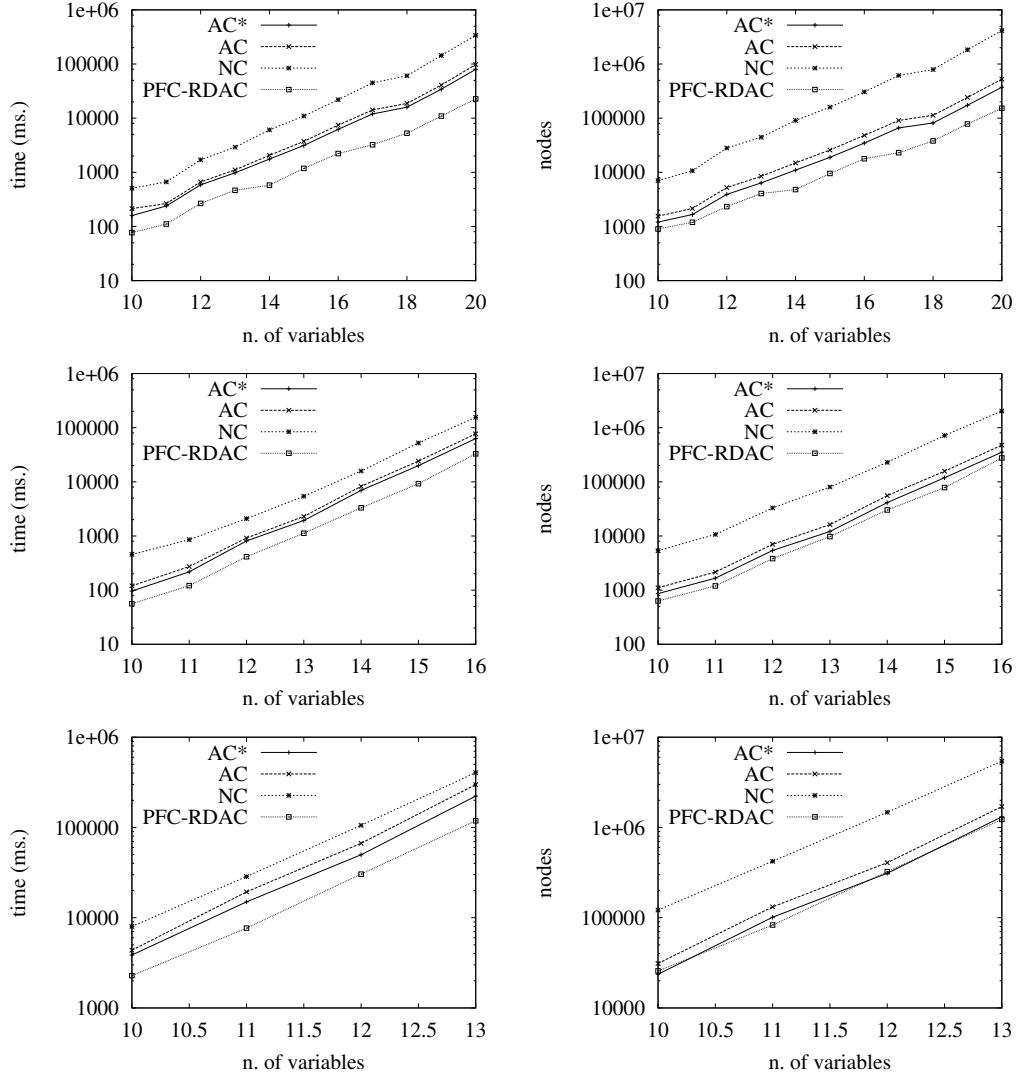 1e+06
100000
10000
1000
100
10
time (ms.)
AC*
AC
NC
PFC-RDAC
10 12 14 16 18 20
n. of variables
1e+07
1e+06
100000
10000
1000
100
nodes
AC*
AC
NC
PFC-RDAC
10 12 14 16 18 20
n. of variables
1e+06
100000
10000
1000
100
10
time (ms.)
AC*
AC
NC
PFC-RDAC
10 11 12 13 14 15 16
n. of variables
1e+07
1e+06
100000
10000
1000
100
nodes
AC*
AC
NC
PFC-RDAC
10 11 12 13 14 15 16
n. of variables
1e+06
100000
10000
1000
time (ms.)
AC*
AC
NC
PFC-RDAC
10 10.5 11 11.5 12 12.5 13
n. of variables
1e+07
1e+06
100000
10000
nodes
AC*
AC
NC
PFC-RDAC
10 10.5 11 11.5 12 12.5 13
n. of variables